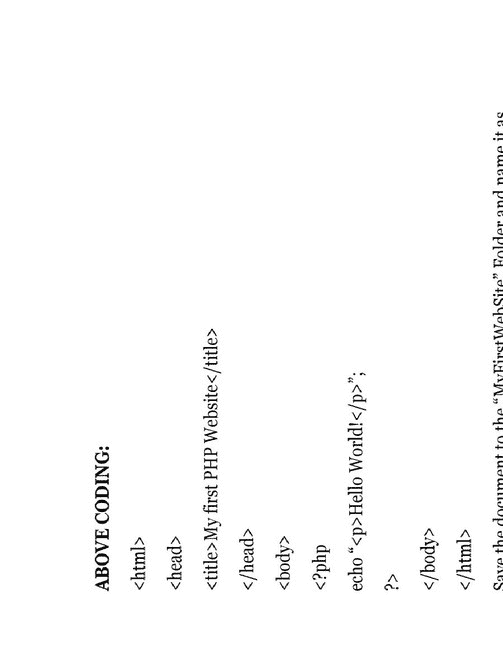 ABOVE CODING:
<html>
<head>
<title>My first PHP Website</title>
</head>
<body>
<?php
echo “<p>Hello World!</p>”;
?>
</body>
</html>
Save the document to the “MyFirstWebSite” Folder and name it as